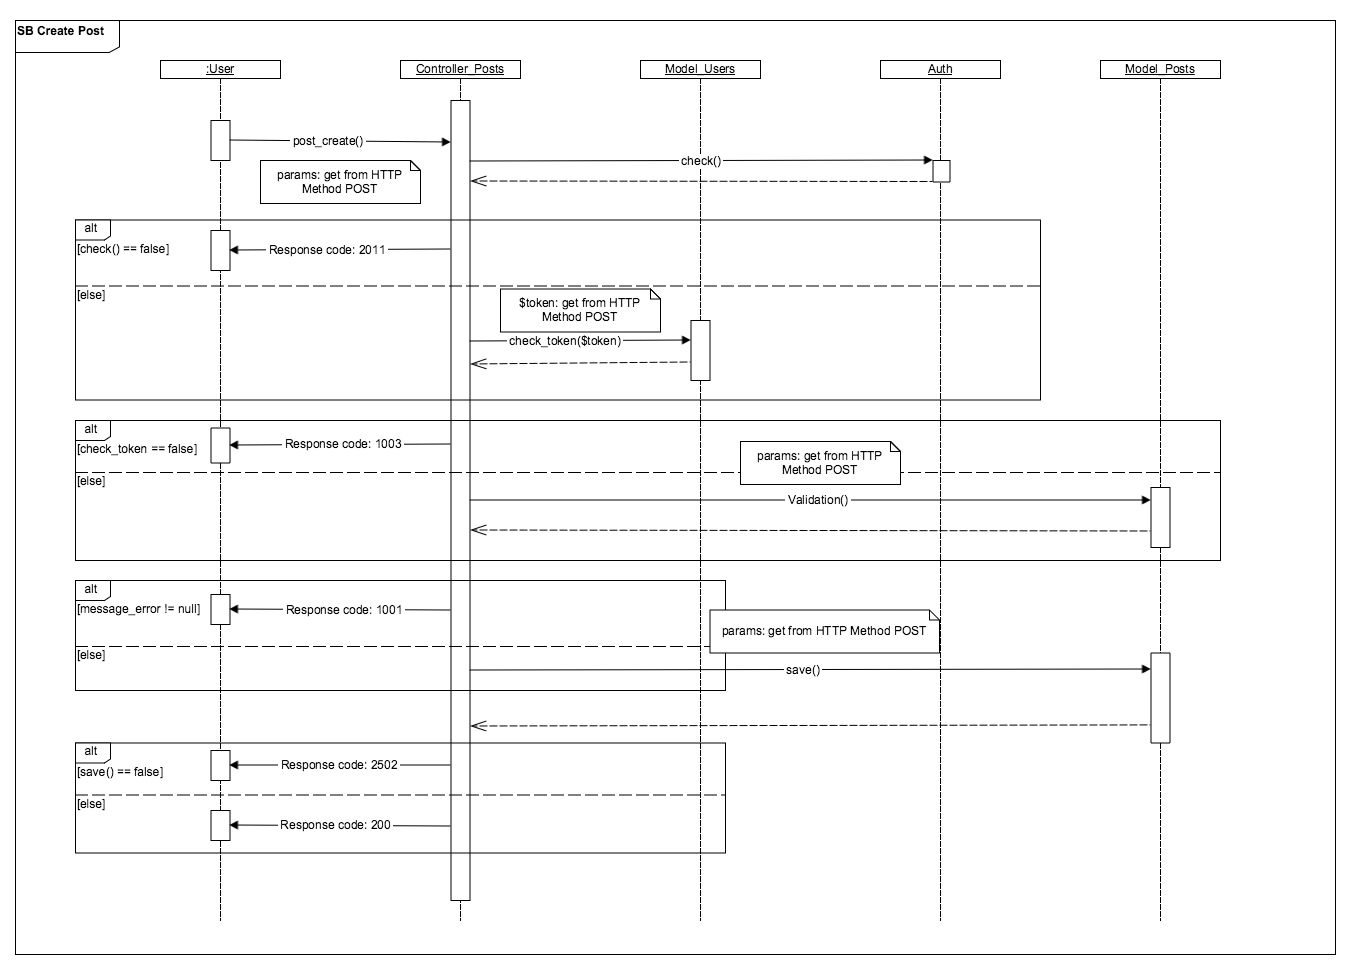 SB Create Post
:User
Controller_Posts
Model_Users
Auth
Model_Posts
post_create()
check()
params: get from HTTP
Method POST
alt
[check() == false]
Response code: 2011
[else]
$token: get from HTTP
Method POST
check_token($token)
alt
[check_token == false]
Response code: 1003
params: get from HTTP
Method POST
[else]
Validation()
alt
[message_error != null]
Response code: 1001
params: get from HTTP Method POST
[else]
save()
alt
[save() == false]
Response code: 2502
[else]
Response code: 200